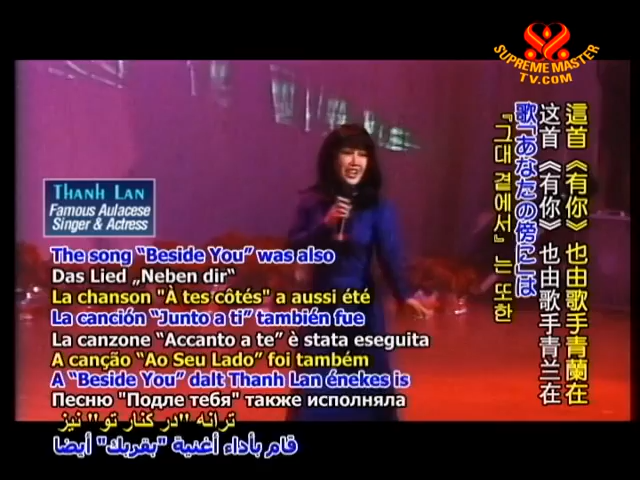 SUPREME MASTER
TV.COM
THANH LAN
Famous Aulacese
Singer & Actress
The song “Beside You” was also
Das Lied „Neben dir“
La chanson "À tes côtés" a aussi été
La canción “Junto a ti” también fue
La canzone “Accanto a te” è stata eseguita
A canção “Ao Seu Lado” foi também
A “Beside You” dalt Thanh Lan énekes is
Песню "Подле тебя" также исполняла
ترانه "در کنار تو" نیز
قام بأداء أغنية "بقربك" أيضا
這首《有你》也由歌手青蘭在
这首《有你》也由歌手青兰在
歌「あなたの傍に」は
『그대 곁에서』는 또한